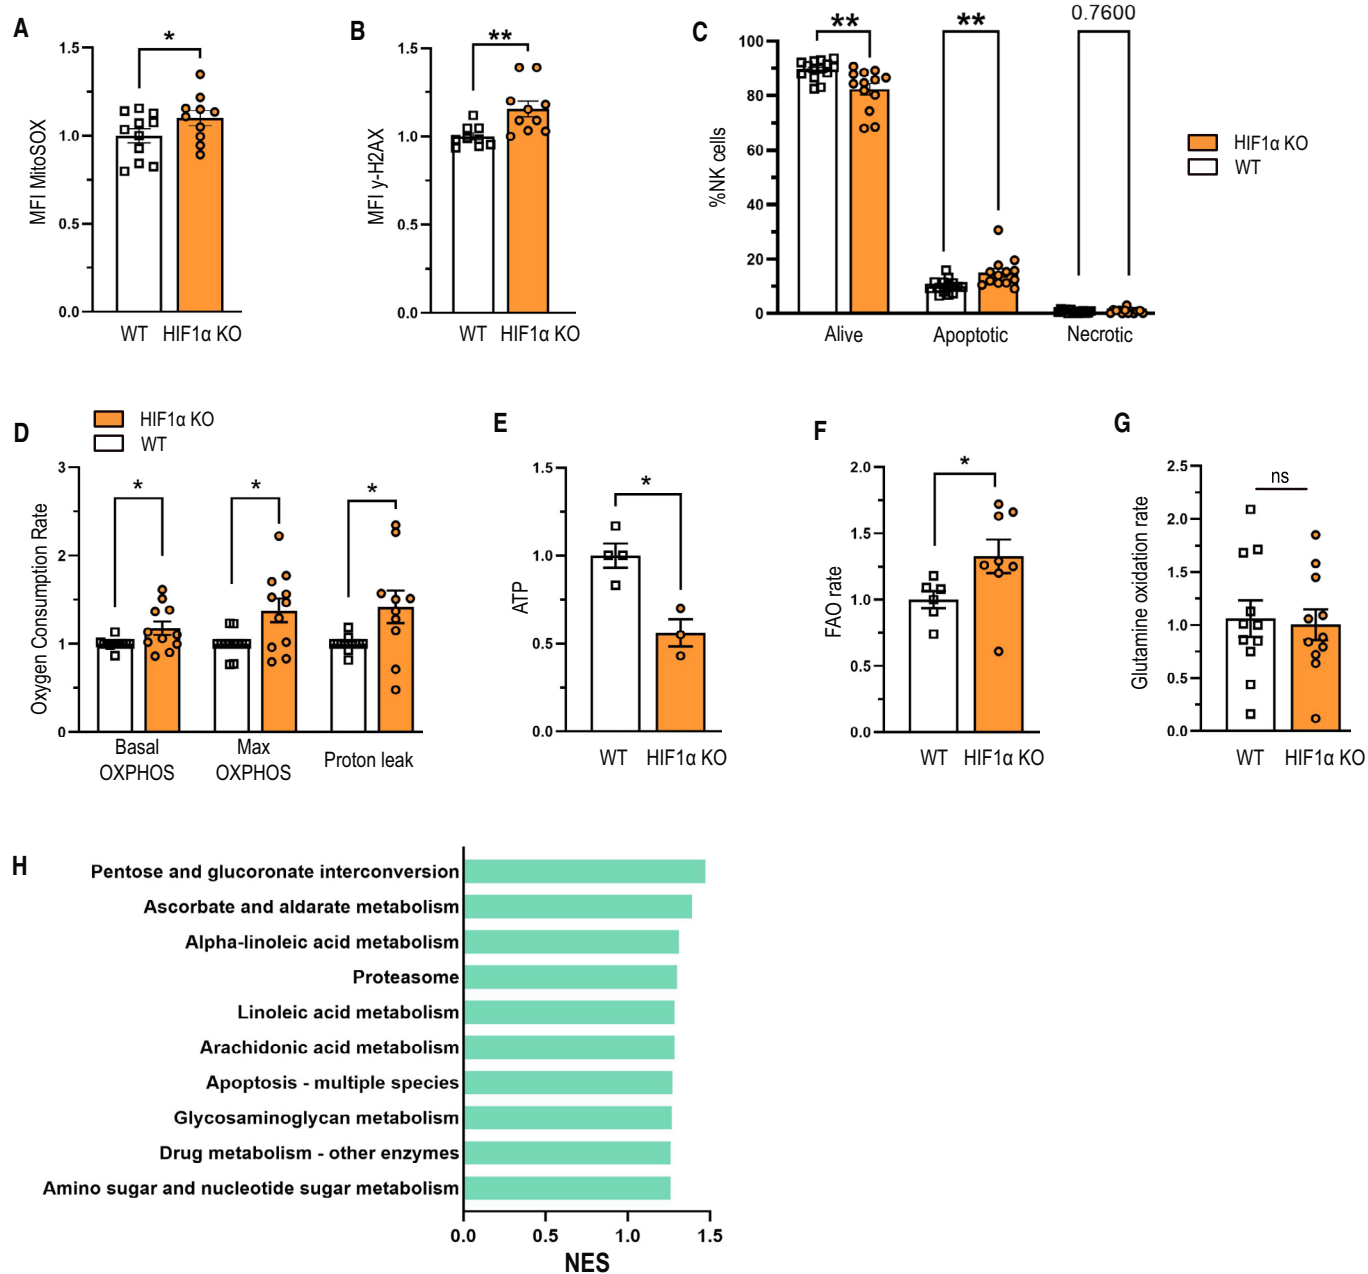 A
MFI MitoSOX
1.5
1.0
0.5
0.0
*
WT
HIF1α KO
B
MFI y-H2AX
1.5
1.0
0.5
0.0
**
WT
HIF1α KO
C
%NK cells
100
80
60
40
20
0
**
**
0.7600
Alive
Apoptotic
Necrotic
HIF1α KO
WT
D
HIF1α KO
WT
Oxygen Consumption Rate
3
2
1
0
*
*
*
Basal
OXPHOS
Max
OXPHOS
Proton leak
E
ATP
1.5
1.0
0.5
0.0
*
WT
HIF1α KO
F
FAO rate
2.0
1.5
1.0
0.5
0.0
*
WT
HIF1α KO
G
Glutamine oxidation rate
2.5
2.0
1.5
1.0
0.5
0.0
ns
WT
HIF1α KO
H
Pentose and glucoronate interconversion
Ascorbate and aldarate metabolism
Alpha-linoleic acid metabolism
Proteasome
Linoleic acid metabolism
Arachidonic acid metabolism
Apoptosis - multiple species
Glycosaminoglycan metabolism
Drug metabolism - other enzymes
Amino sugar and nucleotide sugar metabolism
0.0
0.5
1.0
1.5
NES